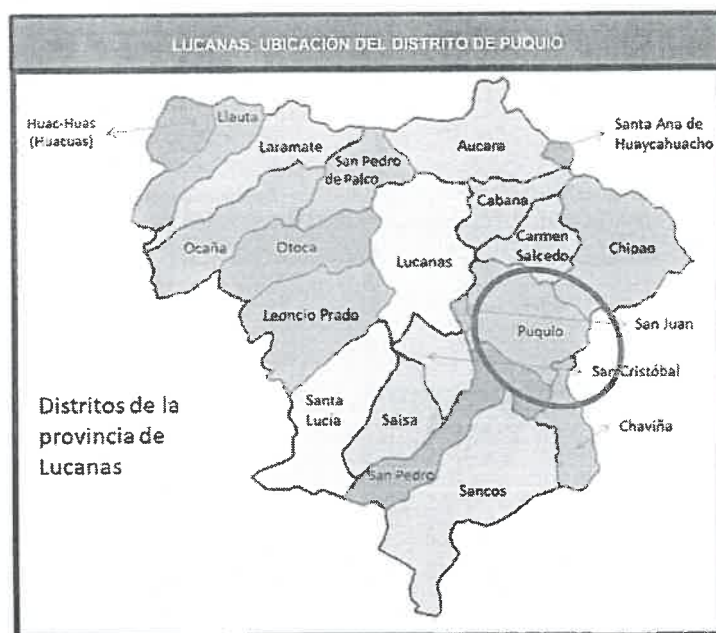 LUCANAS: UBICACIÓN DEL DISTRITO DE PUQUIO
Huac-Huas
(Huacuas)
Llauta
Laramate
San Pedro
de Palco
Aucara
Santa Ana de
Huaycahuacho
Cabana
Carmen
Salcedo
Chipao
Ocaña
Otoca
Lucanas
Leoncio Prado
Puquio
San Juan
San Cristóbal
Santa
Lucía
Saisa
Chaviña
San Pedro
Sancos
Distritos de la
provincia de
Lucanas